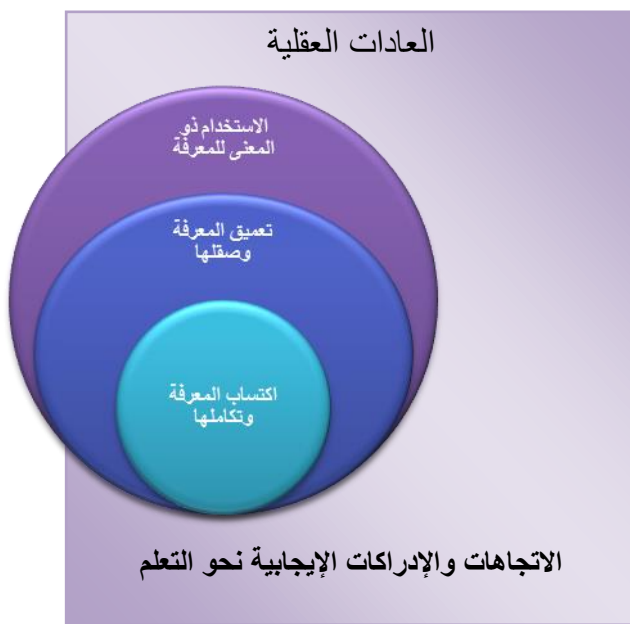 العادات العقلية
الاستخدام ذو
المعنى للمعرفة
تعميق المعرفة
وصقلها
اكتساب المعرفة
وتكاملها
الاتجاهات والإدراكات الإيجابية نحو التعلم